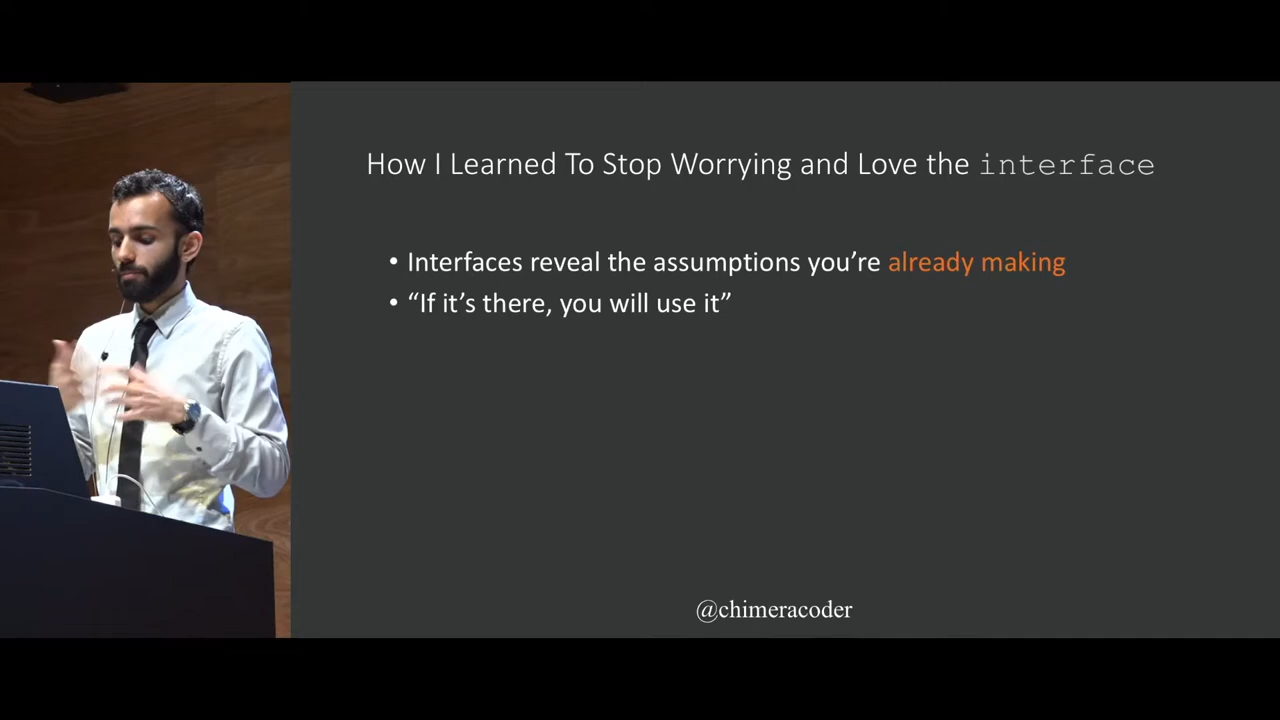 How I Learned To Stop Worrying and Love the interface
• Interfaces reveal the assumptions you’re already making
• “If it’s there, you will use it”
@chimeracoder